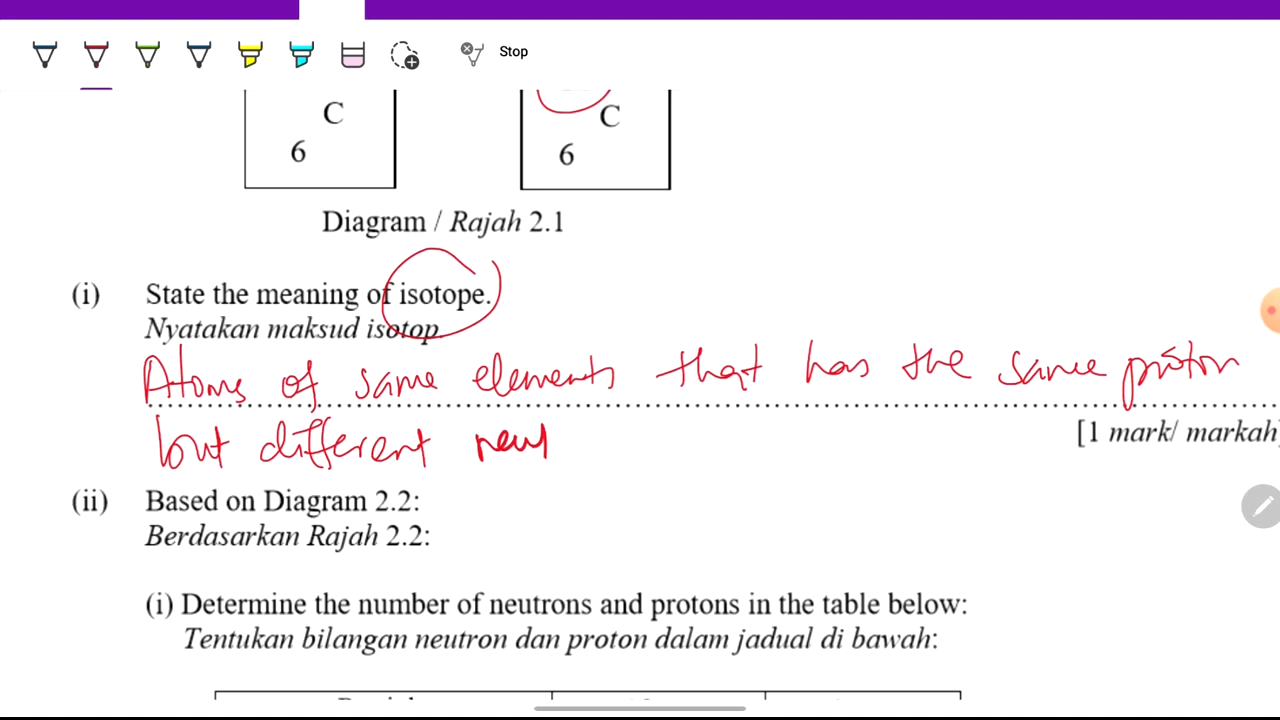 Stop
C
C
6
6
Diagram / Rajah 2.1
(i) State the meaning of isotope.
Nyatakan maksud isotop
Atoms of same elements that has the same proton
but different neut
[1 mark/ markah]
(ii) Based on Diagram 2.2:
Berdasarkan Rajah 2.2:
(i) Determine the number of neutrons and protons in the table below:
Tentukan bilangan neutron dan proton dalam jadual di bawah: